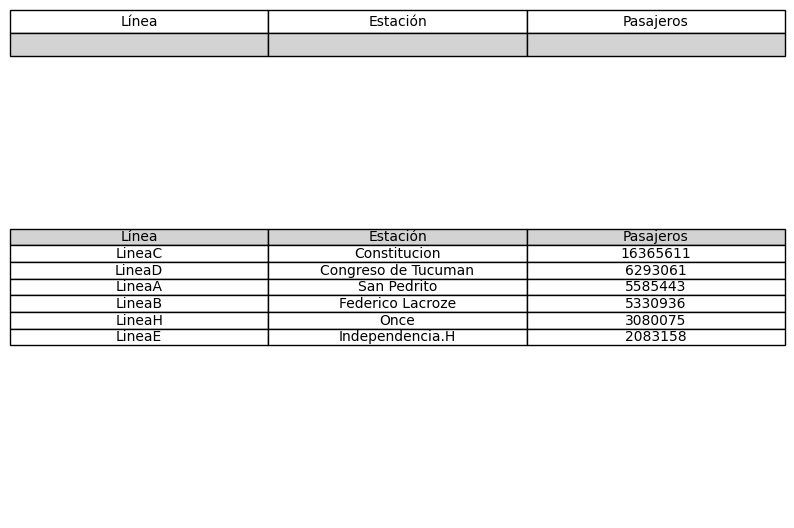 Línea Estación Pasajeros
Línea Estación Pasajeros
LineaC Constitucion 16365611
LineaD Congreso de Tucuman 6293061
LineaA San Pedrito 5585443
LineaB Federico Lacroze 5330936
LineaH Once 3080075
LineaE Independencia.H 2083158